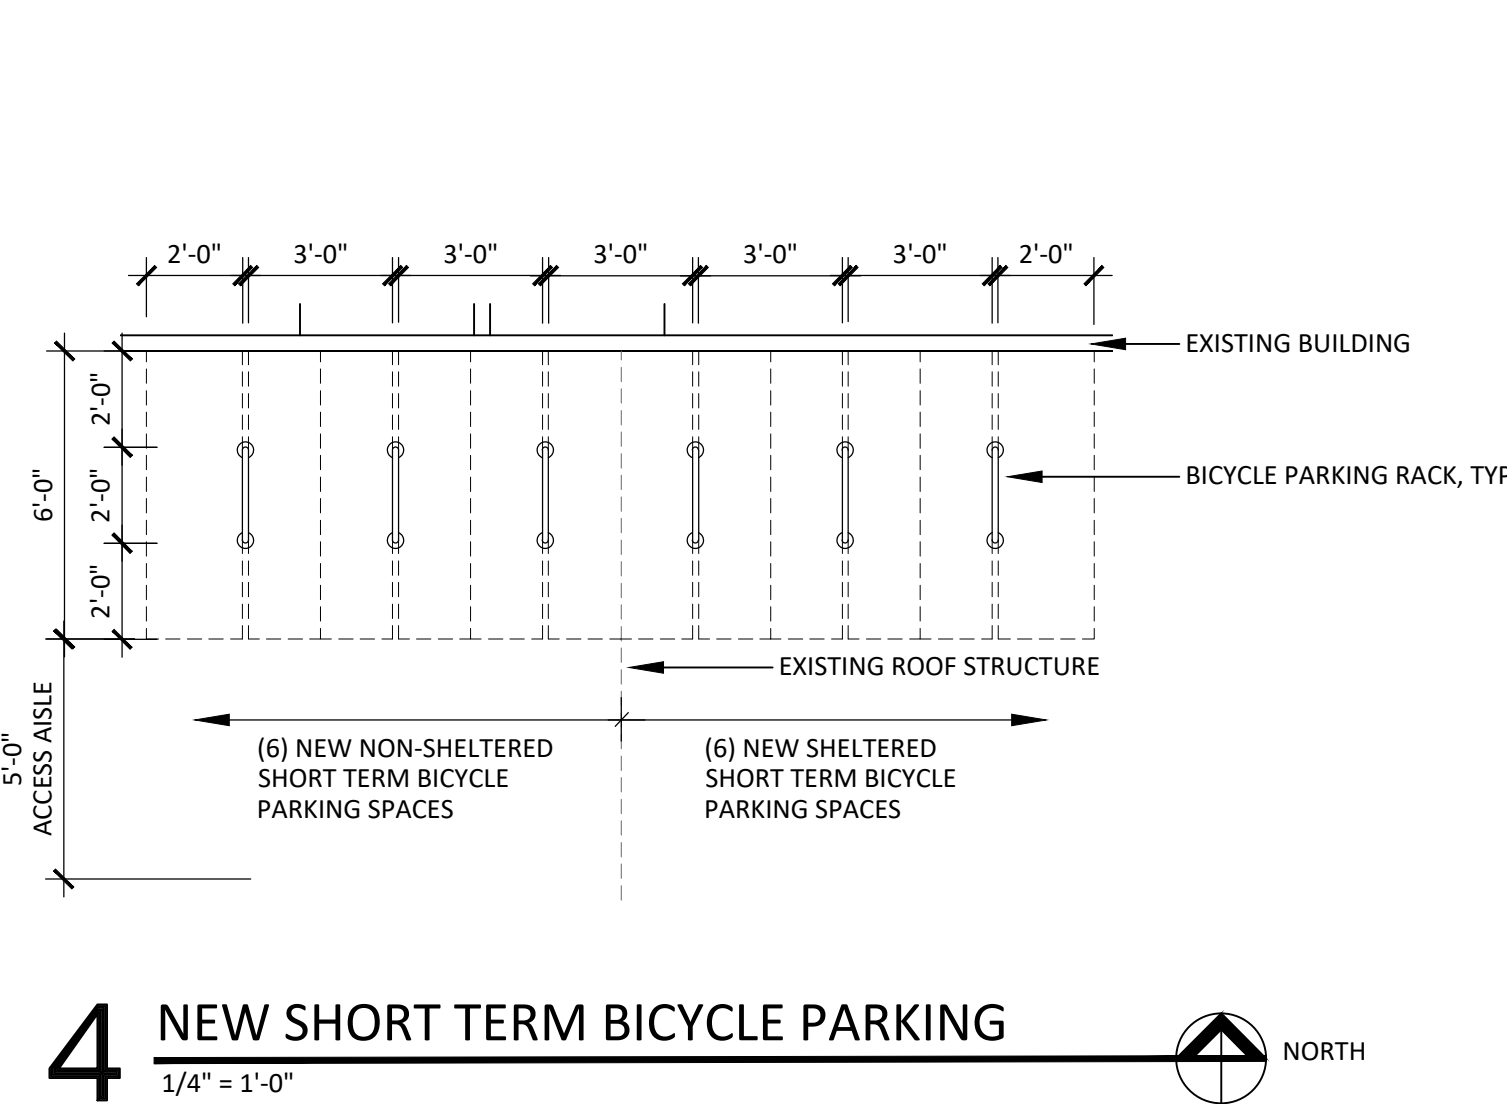 2'-0" 3'-0" 3'-0" 3'-0" 3'-0" 3'-0" 2'-0"
EXISTING BUILDING
2'-0"
6'-0"
2'-0"
BICYCLE PARKING RACK, TYP
2'-0"
EXISTING ROOF STRUCTURE
5'-0"
ACCESS AISLE
(6) NEW NON-SHELTERED
SHORT TERM BICYCLE
PARKING SPACES
(6) NEW SHELTERED
SHORT TERM BICYCLE
PARKING SPACES
4
NEW SHORT TERM BICYCLE PARKING
1/4" = 1'-0"
NORTH